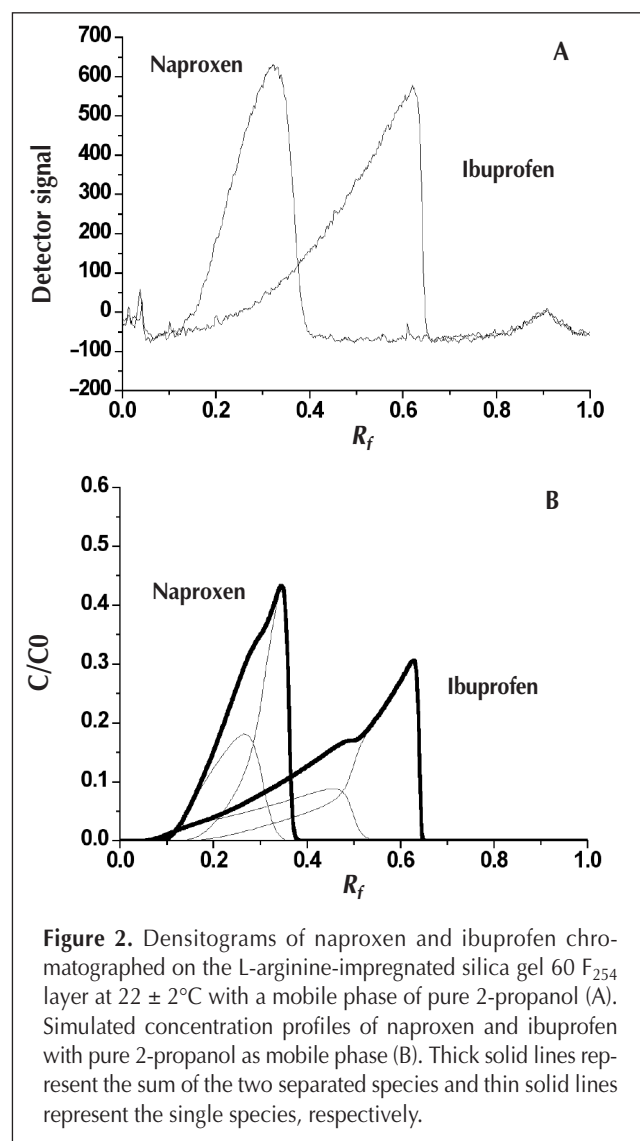 A
Naproxen
Ibuprofen
Detector signal
700
600
500
400
300
200
100
0
−100
−200
0.0 0.2 0.4 0.6 0.8 1.0
Rf
B
Naproxen
Ibuprofen
C/C0
0.6
0.5
0.4
0.3
0.2
0.1
0.0
0.0 0.2 0.4 0.6 0.8 1.0
Rf
Figure 2. Densitograms of naproxen and ibuprofen chro-
matographed on the L-arginine-impregnated silica gel 60 F254
layer at 22 ± 2°C with a mobile phase of pure 2-propanol (A).
Simulated concentration profiles of naproxen and ibuprofen
with pure 2-propanol as mobile phase (B). Thick solid lines rep-
resent the sum of the two separated species and thin solid lines
represent the single species, respectively.